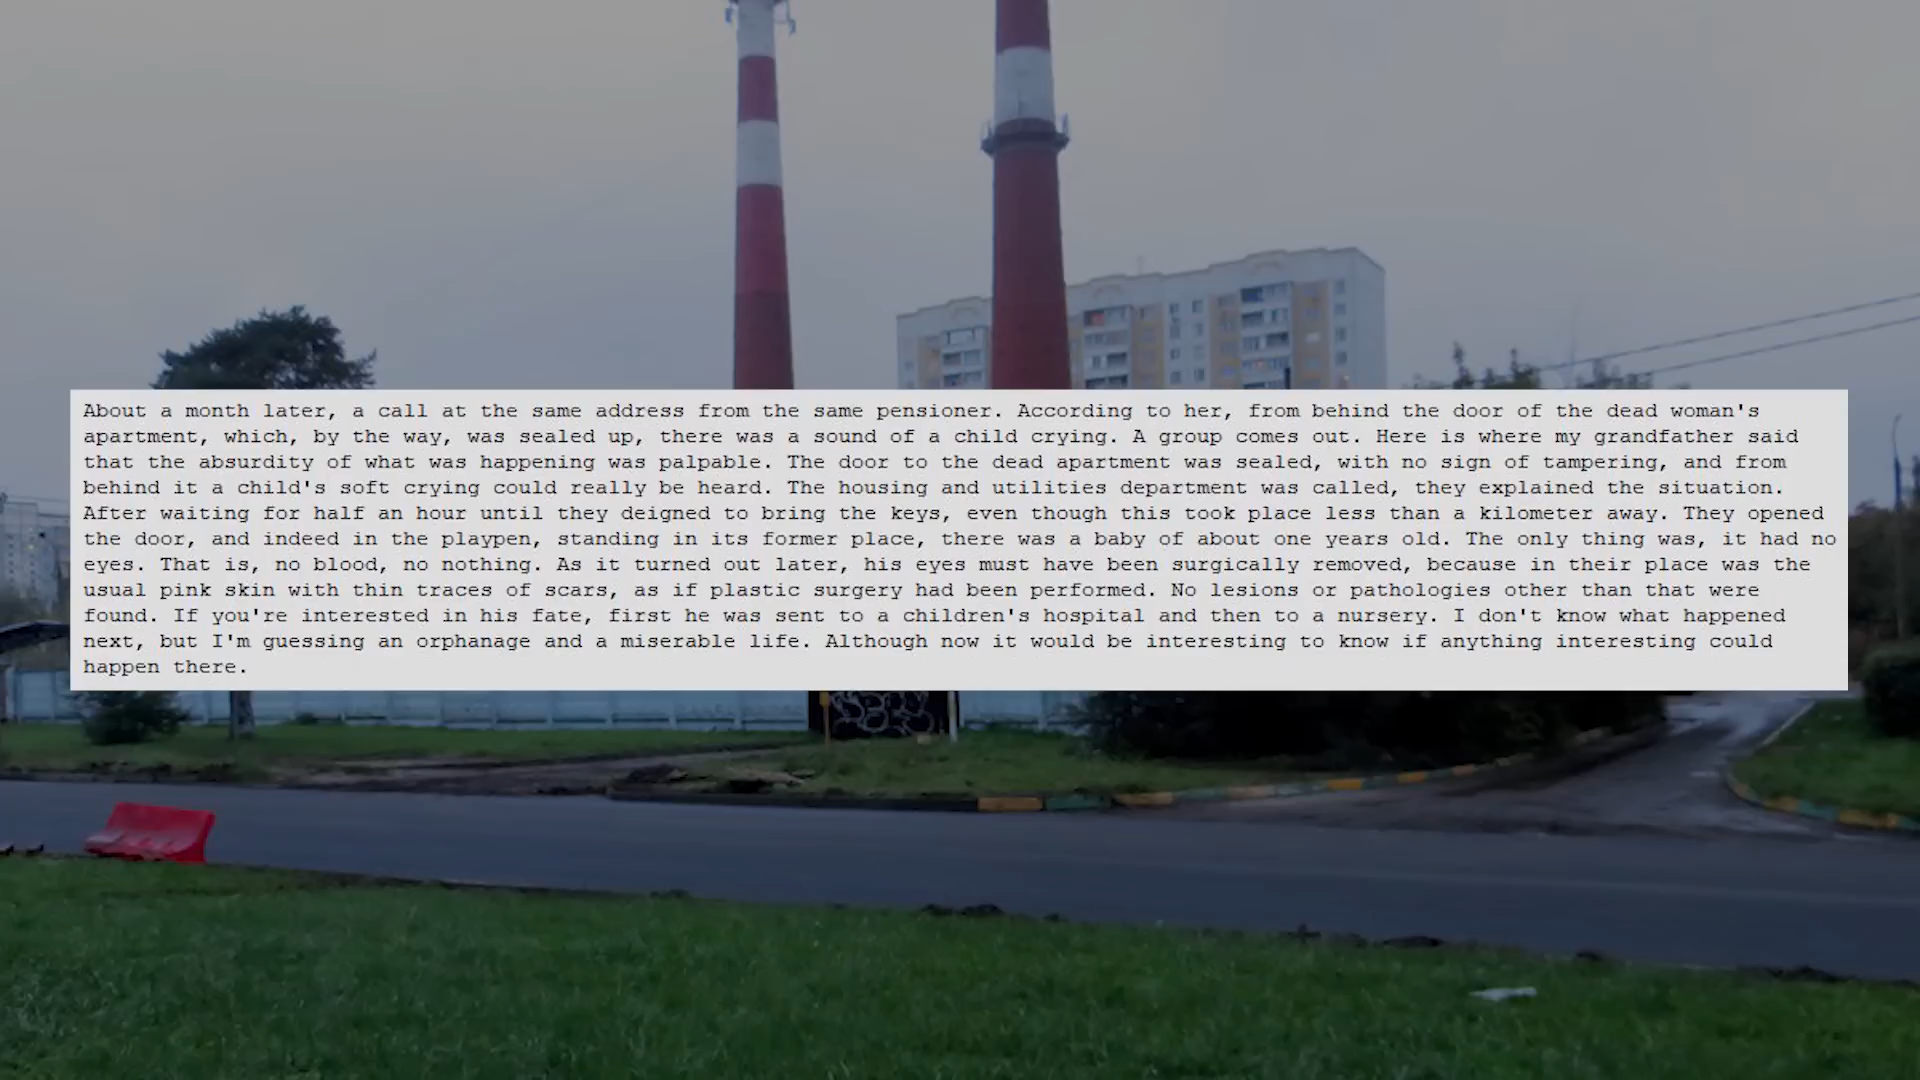 About a month later, a call at the same address from the same pensioner. According to her, from behind the door of the dead woman's
apartment, which, by the way, was sealed up, there was a sound of a child crying. A group comes out. Here is where my grandfather said
that the absurdity of what was happening was palpable. The door to the dead apartment was sealed, with no sign of tampering, and from
behind it a child's soft crying could really be heard. The housing and utilities department was called, they explained the situation.
After waiting for half an hour until they deigned to bring the keys, even though this took place less than a kilometer away. They opened
the door, and indeed in the playpen, standing in its former place, there was a baby of about one years old. The only thing was, it had no
eyes. That is, no blood, no nothing. As it turned out later, his eyes must have been surgically removed, because in their place was the
usual pink skin with thin traces of scars, as if plastic surgery had been performed. No lesions or pathologies other than that were
found. If you're interested in his fate, first he was sent to a children's hospital and then to a nursery. I don't know what happened
next, but I'm guessing an orphanage and a miserable life. Although now it would be interesting to know if anything interesting could
happen there.